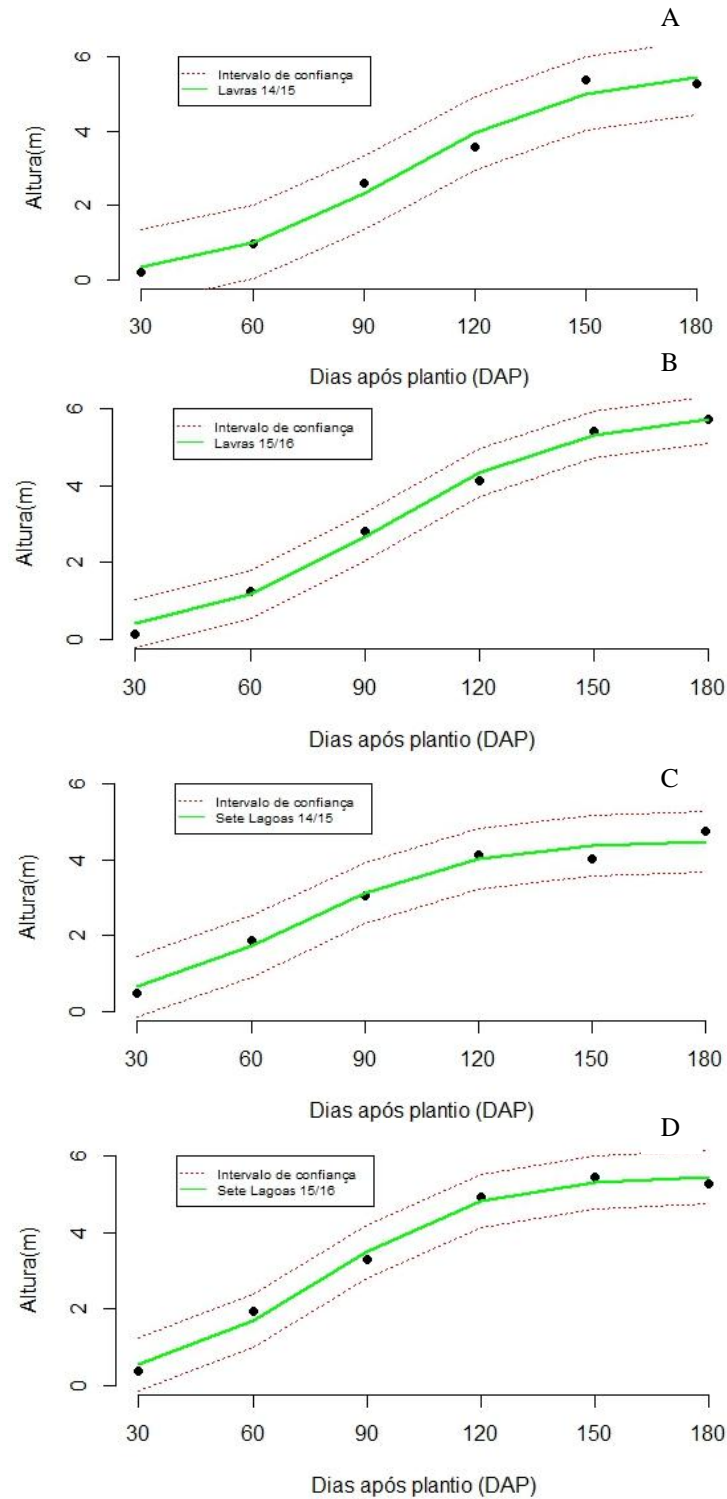 A
Altura(m)
6
4
2
0
Intervalo de confiança
Lavras 14/15
30 60 90 120 150 180
Dias após plantio (DAP)
B
Altura(m)
6
4
2
0
Intervalo de confiança
Lavras 15/16
30 60 90 120 150 180
Dias após plantio (DAP)
C
Altura(m)
6
4
2
0
Intervalo de confiança
Sete Lagoas 14/15
30 60 90 120 150 180
Dias após plantio (DAP)
D
Altura(m)
6
4
2
0
Intervalo de confiança
Sete Lagoas 15/16
30 60 90 120 150 180
Dias após plantio (DAP)